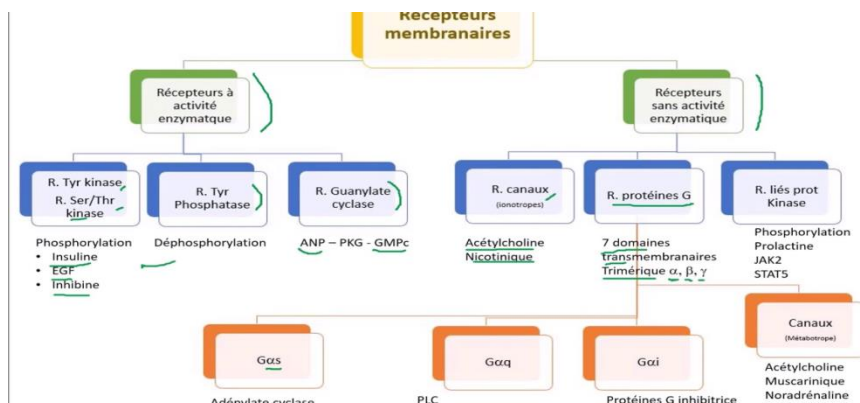 Récepteurs
membranaires
Récepteurs à
activité
enzymatque
Récepteurs
sans activité
enzymatique
R. Tyr kinase
R. Ser/Thr
kinase
R. Tyr
Phosphatase
R. Guanylate
cyclase
R. canaux
(ionotropes)
R. protéines G
R. liés prot
Kinase
Phosphorylation
• Insuline
• EGF
• Inhibine
Déphosphorylation
ANP – PKG - GMPc
Acétylcholine
Nicotinique
7 domaines
transmembranaires
Trimérique α, β, γ
Phosphorylation
Prolactine
JAK2
STAT5
Gαs
Gαq
Gαi
Canaux
(Métabotrope)
Adénylate cyclase
PLC
Protéines G inhibitrice
Acétylcholine
Muscarinique
Noradrénaline